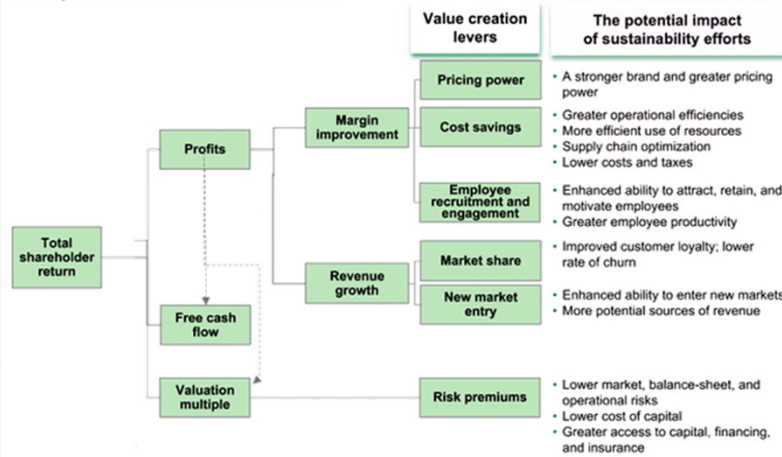 Value creation
levers
The potential impact
of sustainability efforts
Total
shareholder
return
Profits
Free cash
flow
Valuation
multiple
Margin
improvement
Revenue
growth
Pricing power
• A stronger brand and greater pricing
power
Cost savings
• Greater operational efficiencies
• More efficient use of resources
• Supply chain optimization
• Lower costs and taxes
Employee
recruitment and
engagement
• Enhanced ability to attract, retain, and
motivate employees
• Greater employee productivity
Market share
• Improved customer loyalty; lower
rate of churn
New market
entry
• Enhanced ability to enter new markets
• More potential sources of revenue
Risk premiums
• Lower market, balance-sheet, and
operational risks
• Lower cost of capital
• Greater access to capital, financing,
and insurance